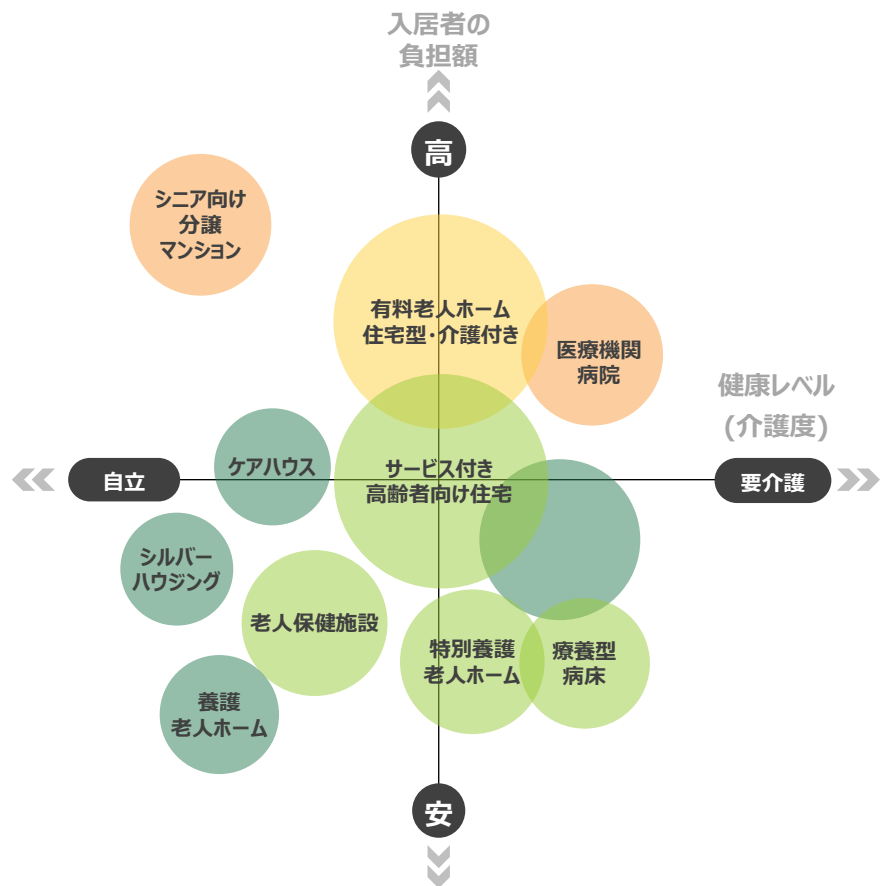 入居者の
負担額
高
シニア向け
分譲
マンション
有料老人ホーム
住宅型・介護付き
医療機関
病院
健康レベル
(介護度)
自立
ケアハウス
サービス付き
高齢者向け住宅
要介護
シルバー
ハウジング
老人保健施設
特別養護
老人ホーム
療養型
病床
養護
老人ホーム
安